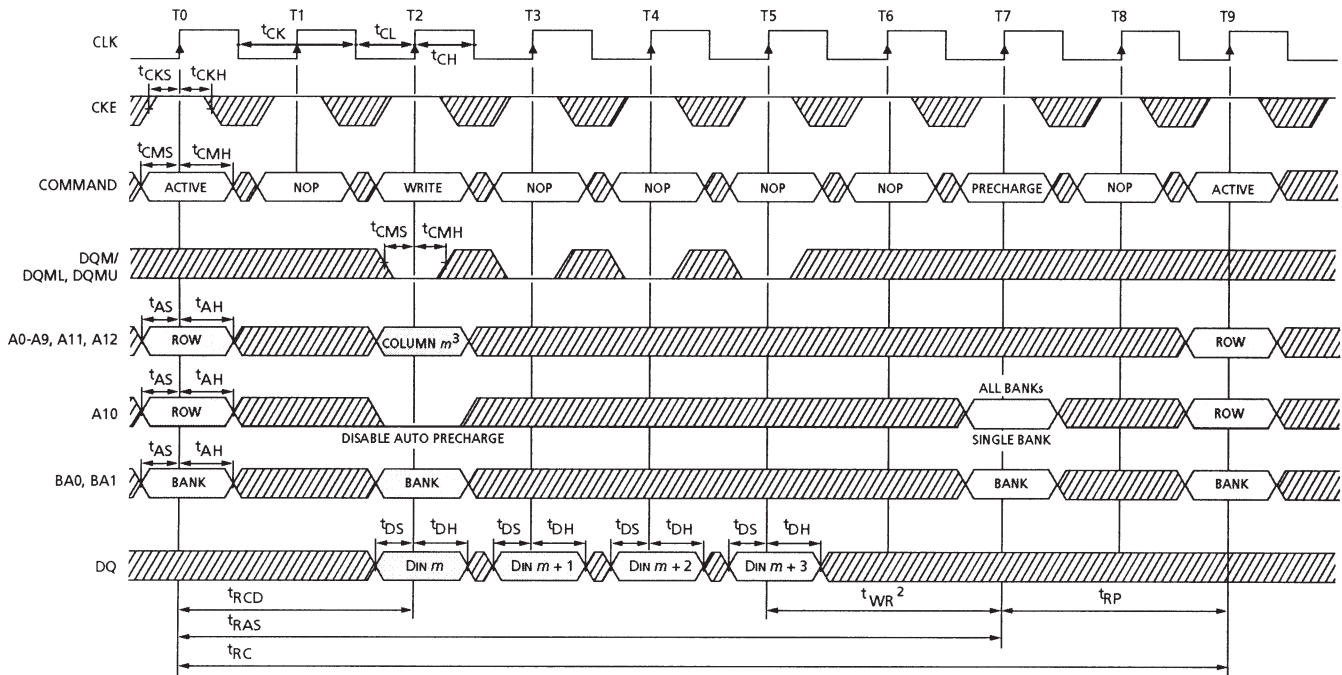 T0 T1 T2 T3 T4 T5 T6 T7 T8 T9
CLK
tCK tCL
tCH
tCKS tCKH
CKE
tCMS tCMH
COMMAND ACTIVE NOP WRITE NOP NOP NOP NOP PRECHARGE NOP ACTIVE
tCMS tCMH
DQM/
DQML, DQMU
tAS tAH
A0-A9, A11, A12 ROW COLUMN m3 ROW
tAS tAH
ALL BANKs
A10 ROW ROW
DISABLE AUTO PRECHARGE SINGLE BANK
tAS tAH
BA0, BA1 BANK BANK BANK BANK
tDS tDH tDS tDH tDS tDH tDS tDH
DQ DIN m DIN m + 1 DIN m + 2 DIN m + 3
tRCD tWR2 tRP
tRAS
tRC